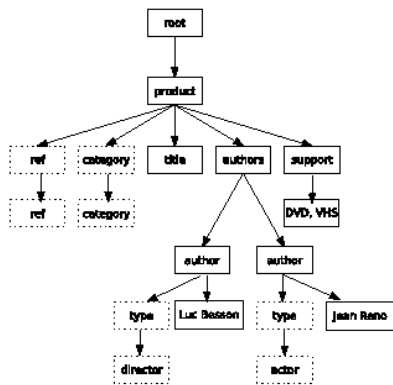 root
product
ref category title authors support
ref category DVD, VHS
author author
type Luc Besson type Jean Reno
director actor